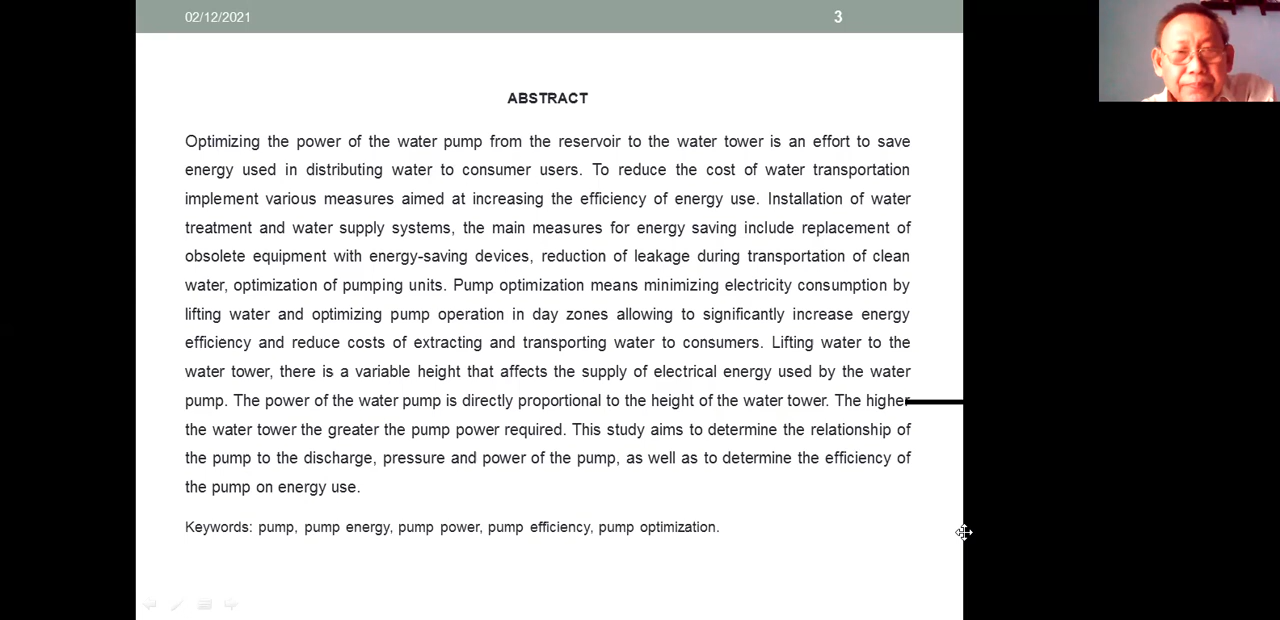 02/12/2021
3
ABSTRACT
Optimizing the power of the water pump from the reservoir to the water tower is an effort to save
energy used in distributing water to consumer users. To reduce the cost of water transportation
implement various measures aimed at increasing the efficiency of energy use. Installation of water
treatment and water supply systems, the main measures for energy saving include replacement of
obsolete equipment with energy-saving devices, reduction of leakage during transportation of clean
water, optimization of pumping units. Pump optimization means minimizing electricity consumption by
lifting water and optimizing pump operation in day zones allowing to significantly increase energy
efficiency and reduce costs of extracting and transporting water to consumers. Lifting water to the
water tower, there is a variable height that affects the supply of electrical energy used by the water
pump. The power of the water pump is directly proportional to the height of the water tower. The higher
the water tower the greater the pump power required. This study aims to determine the relationship of
the pump to the discharge, pressure and power of the pump, as well as to determine the efficiency of
the pump on energy use.
Keywords: pump, pump energy, pump power, pump efficiency, pump optimization.